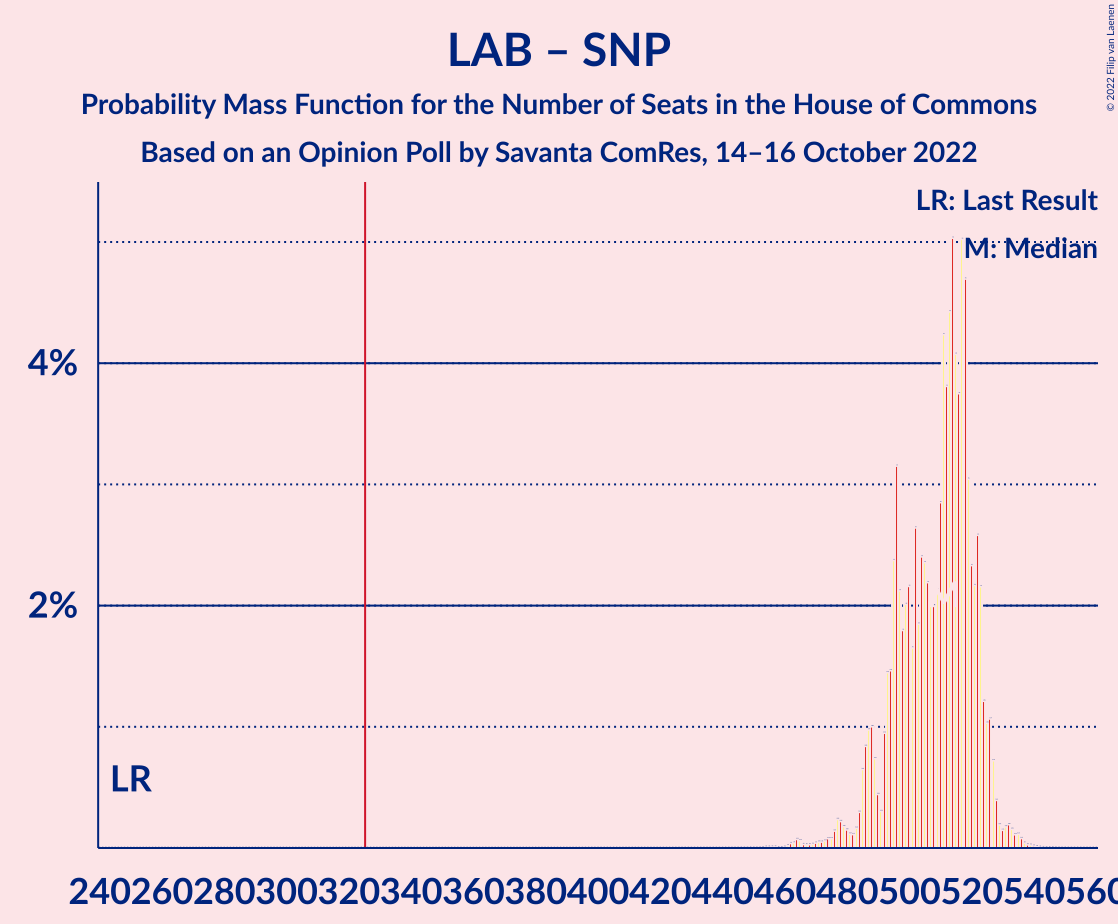 LAB – SNP
Probability Mass Function for the Number of Seats in the House of Commons
Based on an Opinion Poll by Savanta ComRes, 14–16 October 2022
© 2022 Filip van Laenen
LR: Last Result
M: Median
4%
2%
LR
240 260 280 300 320 340 360 380 400 420 440 460 480 500 520 540 560